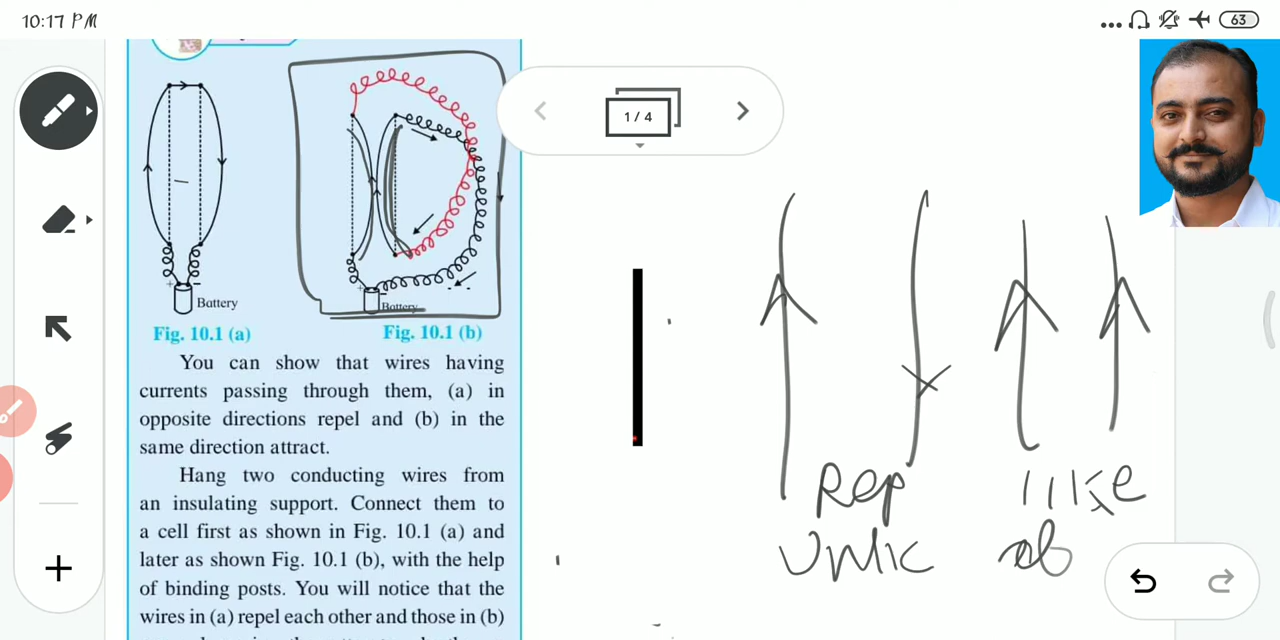 10:17 PM
63
1 / 4
Battery
Battery
Fig. 10.1 (a)
Fig. 10.1 (b)
You can show that wires having
currents passing through them, (a) in
opposite directions repel and (b) in the
same direction attract.
Hang two conducting wires from
an insulating support. Connect them to
a cell first as shown in Fig. 10.1 (a) and
later as shown Fig. 10.1 (b), with the help
of binding posts. You will notice that the
wires in (a) repel each other and those in (b)
Rep
like